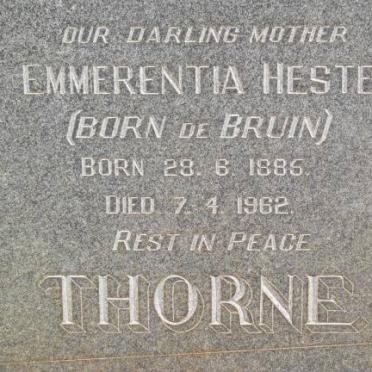 OUR DARLING MOTHER
EMMERENTIA HESTE
(BORN DE BRUIN)
BORN 28. 6 1885.
DIED 7. 4. 1962.
REST IN PEACE
THORNE